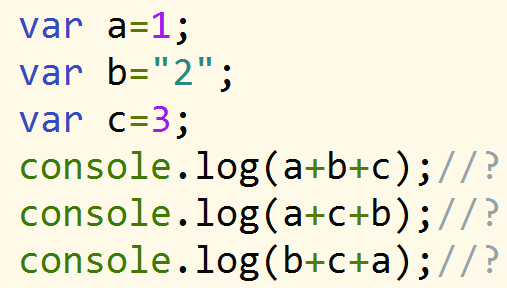 var a=1;
var b="2";
var c=3;
console.log(a+b+c);//?
console.log(a+c+b);//?
console.log(b+c+a);//?